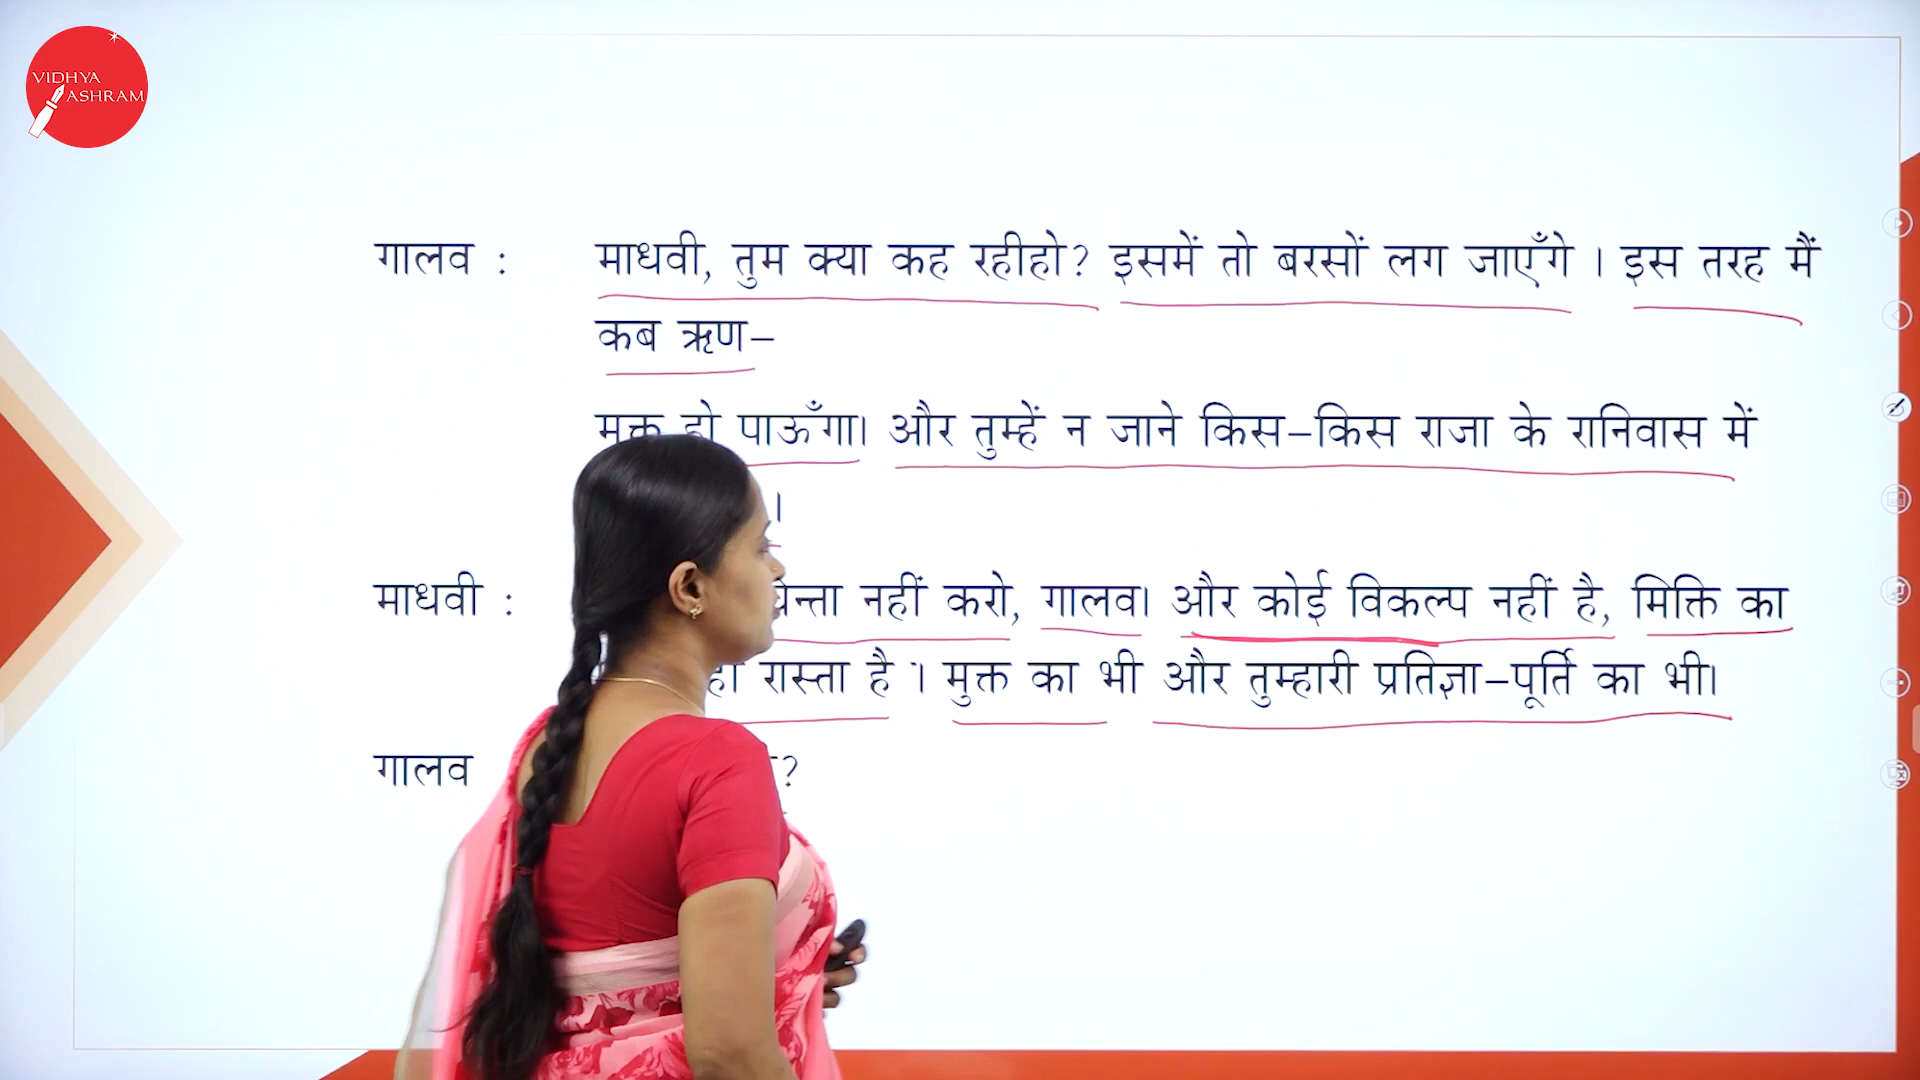 VIDHYA
ASHRAM
गालव : माधवी, तुम क्या कह रहीहो? इसमें तो बरसों लग जाएँगे । इस तरह मैं
कब ऋण–
मुक्त हो पाऊँगा। और तुम्हें न जाने किस–किस राजा के रानिवास में
।
माधवी : नहीं करो, गालव। और कोई विकल्प नहीं है, मिक्ति का
रास्ता है । मुक्त का भी और तुम्हारी प्रतिज्ञा–पूर्ति का भी।
गालव ?